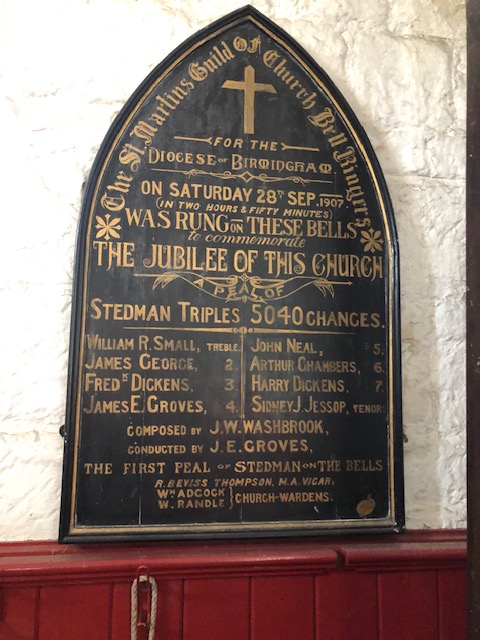 The St. Martins Guild of Church Bell Ringers
FOR THE
DIOCESE OF BIRMINGHAM.
ON SATURDAY 28TH SEP. 1907
(IN TWO HOURS & FIFTY MINUTES)
WAS RUNG ON THESE BELLS
to commemorate
THE JUBILEE OF THIS CHURCH
A PEAL OF
STEDMAN TRIPLES 5040 CHANGES.
WILLIAM R. SMALL, TREBLE. JOHN NEAL, 5.
JAMES GEORGE, 2. ARTHUR CHAMBERS, 6.
FREDK DICKENS, 3. HARRY DICKENS, 7.
JAMES E. GROVES, 4. SIDNEY J. JESSOP, TENOR.
COMPOSED BY J.W. WASHBROOK,
CONDUCTED BY J.E. GROVES,
THE FIRST PEAL OF STEDMAN ON THE BELLS
R. BEVISS THOMPSON, M.A. VICAR.
WM ADCOCK } CHURCH-WARDENS.
W. RANDLE